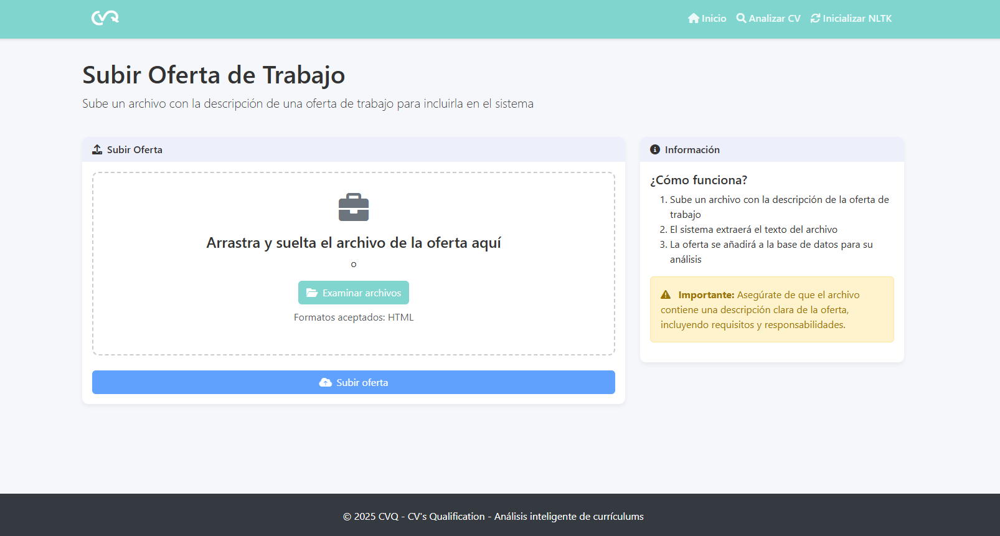 CVQ
Inicio
Analizar CV
Inicializar NLTK
Subir Oferta de Trabajo
Sube un archivo con la descripción de una oferta de trabajo para incluirla en el sistema
Subir Oferta
Arrastra y suelta el archivo de la oferta aquí
o
Examinar archivos
Formatos aceptados: HTML
Subir oferta
Información
¿Cómo funciona?
1. Sube un archivo con la descripción de la oferta de
trabajo
2. El sistema extraerá el texto del archivo
3. La oferta se añadirá a la base de datos para su
análisis
Importante: Asegúrate de que el archivo
contiene una descripción clara de la oferta,
incluyendo requisitos y responsabilidades.
© 2025 CVQ - CV's Qualification - Análisis inteligente de currículums